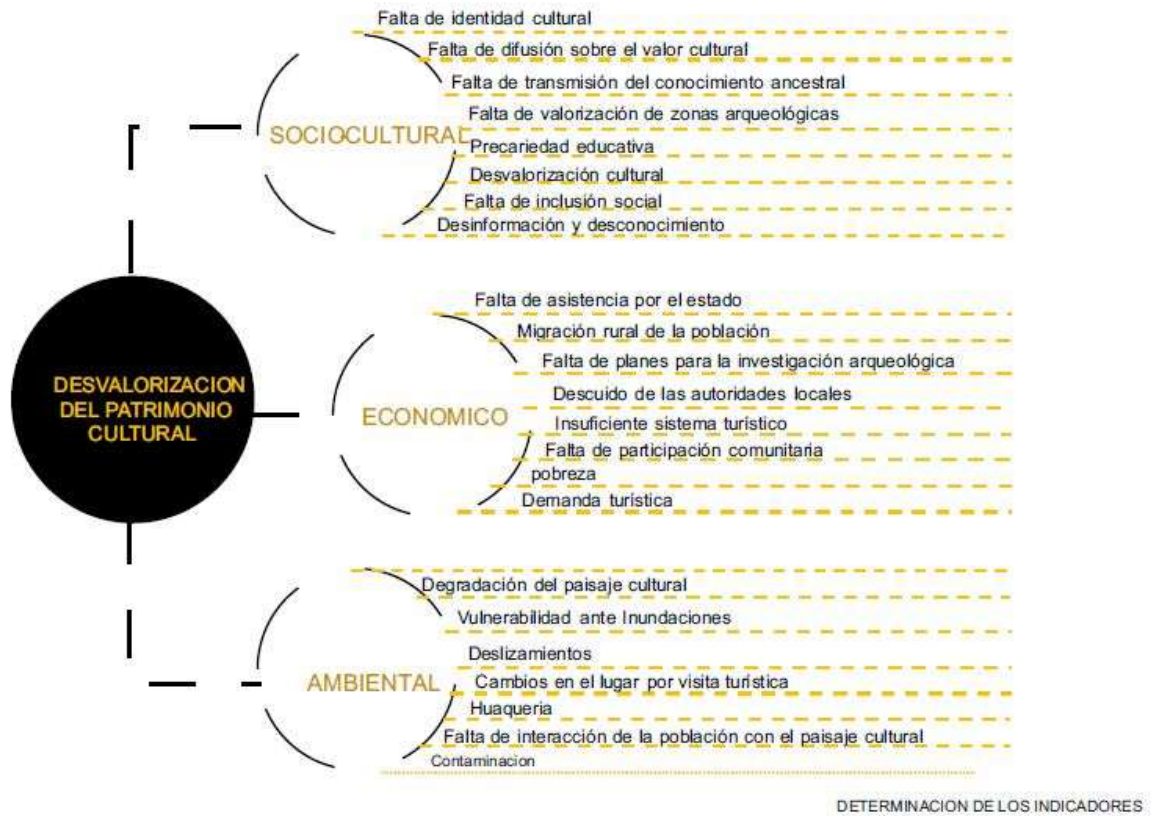 Falta de identidad cultural
Falta de difusión sobre el valor cultural
Falta de transmisión del conocimiento ancestral
Falta de valorización de zonas arqueológicas
SOCIOCULTURAL
Precariedad educativa
Desvalorización cultural
Falta de inclusión social
Desinformación y desconocimiento
DESVALORIZACION
DEL PATRIMONIO
CULTURAL
Falta de asistencia por el estado
Migración rural de la población
Falta de planes para la investigación arqueológica
Descuido de las autoridades locales
ECONOMICO
Insuficiente sistema turístico
Falta de participación comunitaria
pobreza
Demanda turística
Degradación del paisaje cultural
Vulnerabilidad ante Inundaciones
Deslizamientos
AMBIENTAL
Cambios en el lugar por visita turística
Huaqueria
Falta de interacción de la población con el paisaje cultural
Contaminacion
DETERMINACION DE LOS INDICADORES